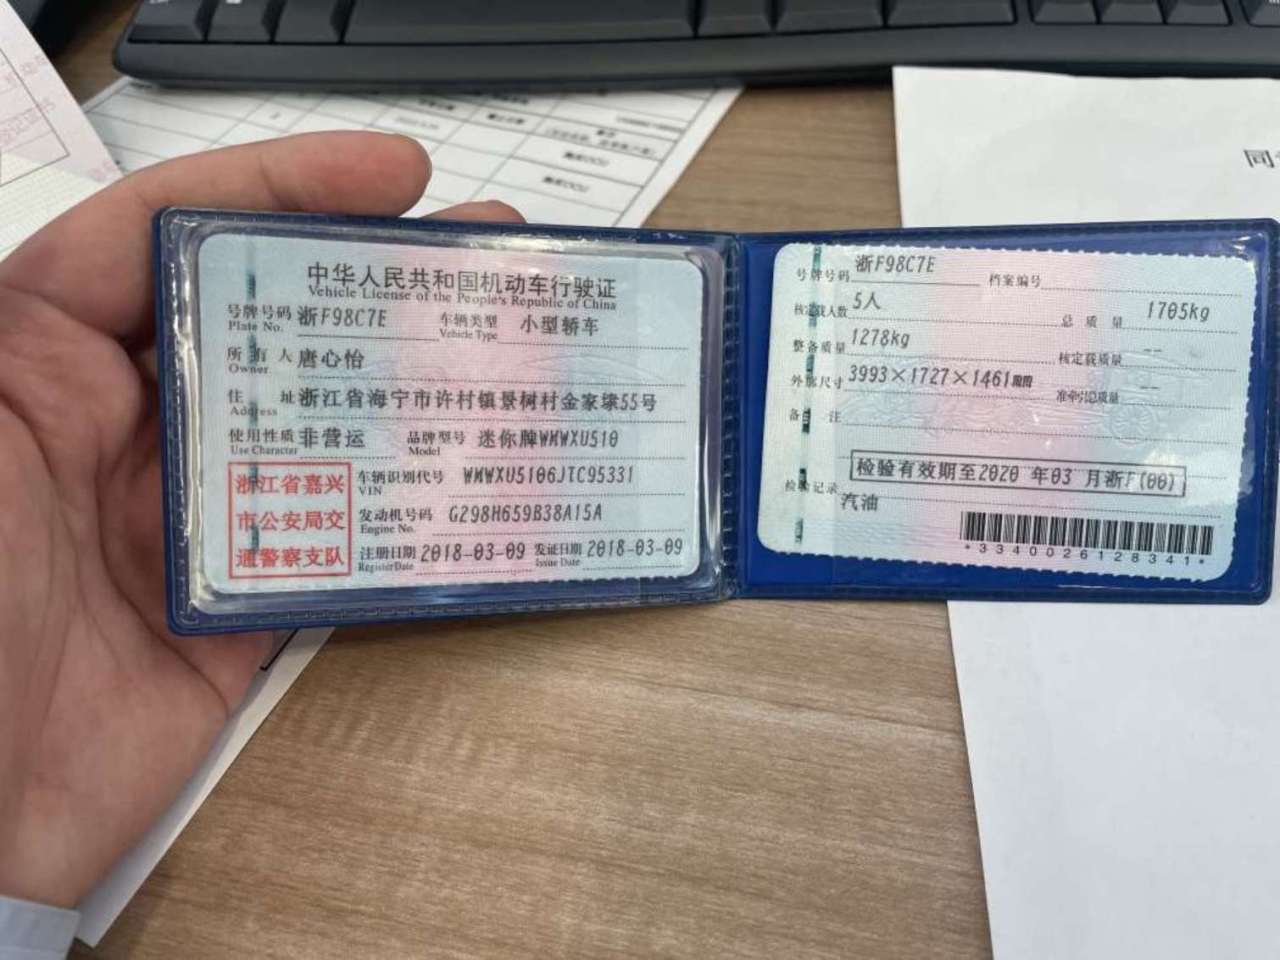 中华人民共和国机动车行驶证
Vehicle License of the People's Republic of China
号牌号码 浙F98C7E 车辆类型 小型轿车
Plate No. Vehicle Type
所有人 唐心怡
Owner
住址 浙江省海宁市许村镇景树村金家埭55号
Address
使用性质 非营运 品牌型号 迷你牌WMWXU510
Use Character Model
浙江省嘉兴
市公安局交
通警察支队
车辆识别代号 WMWXU5106JTC95331
VIN
发动机号码 G298H659B38A15A
Engine No.
注册日期 2018-03-09 发证日期 2018-03-09
Register Date Issue Date
号牌号码 浙F98C7E 档案编号
核定载人数 5人 总质量 1705kg
整备质量 1278kg 核定载质量 --
外廓尺寸 3993×1727×1461 准牵引总质量 --
备注
检验有效期至2020 年03 月浙F(00)
检验记录
汽油
*3340026128341*
同